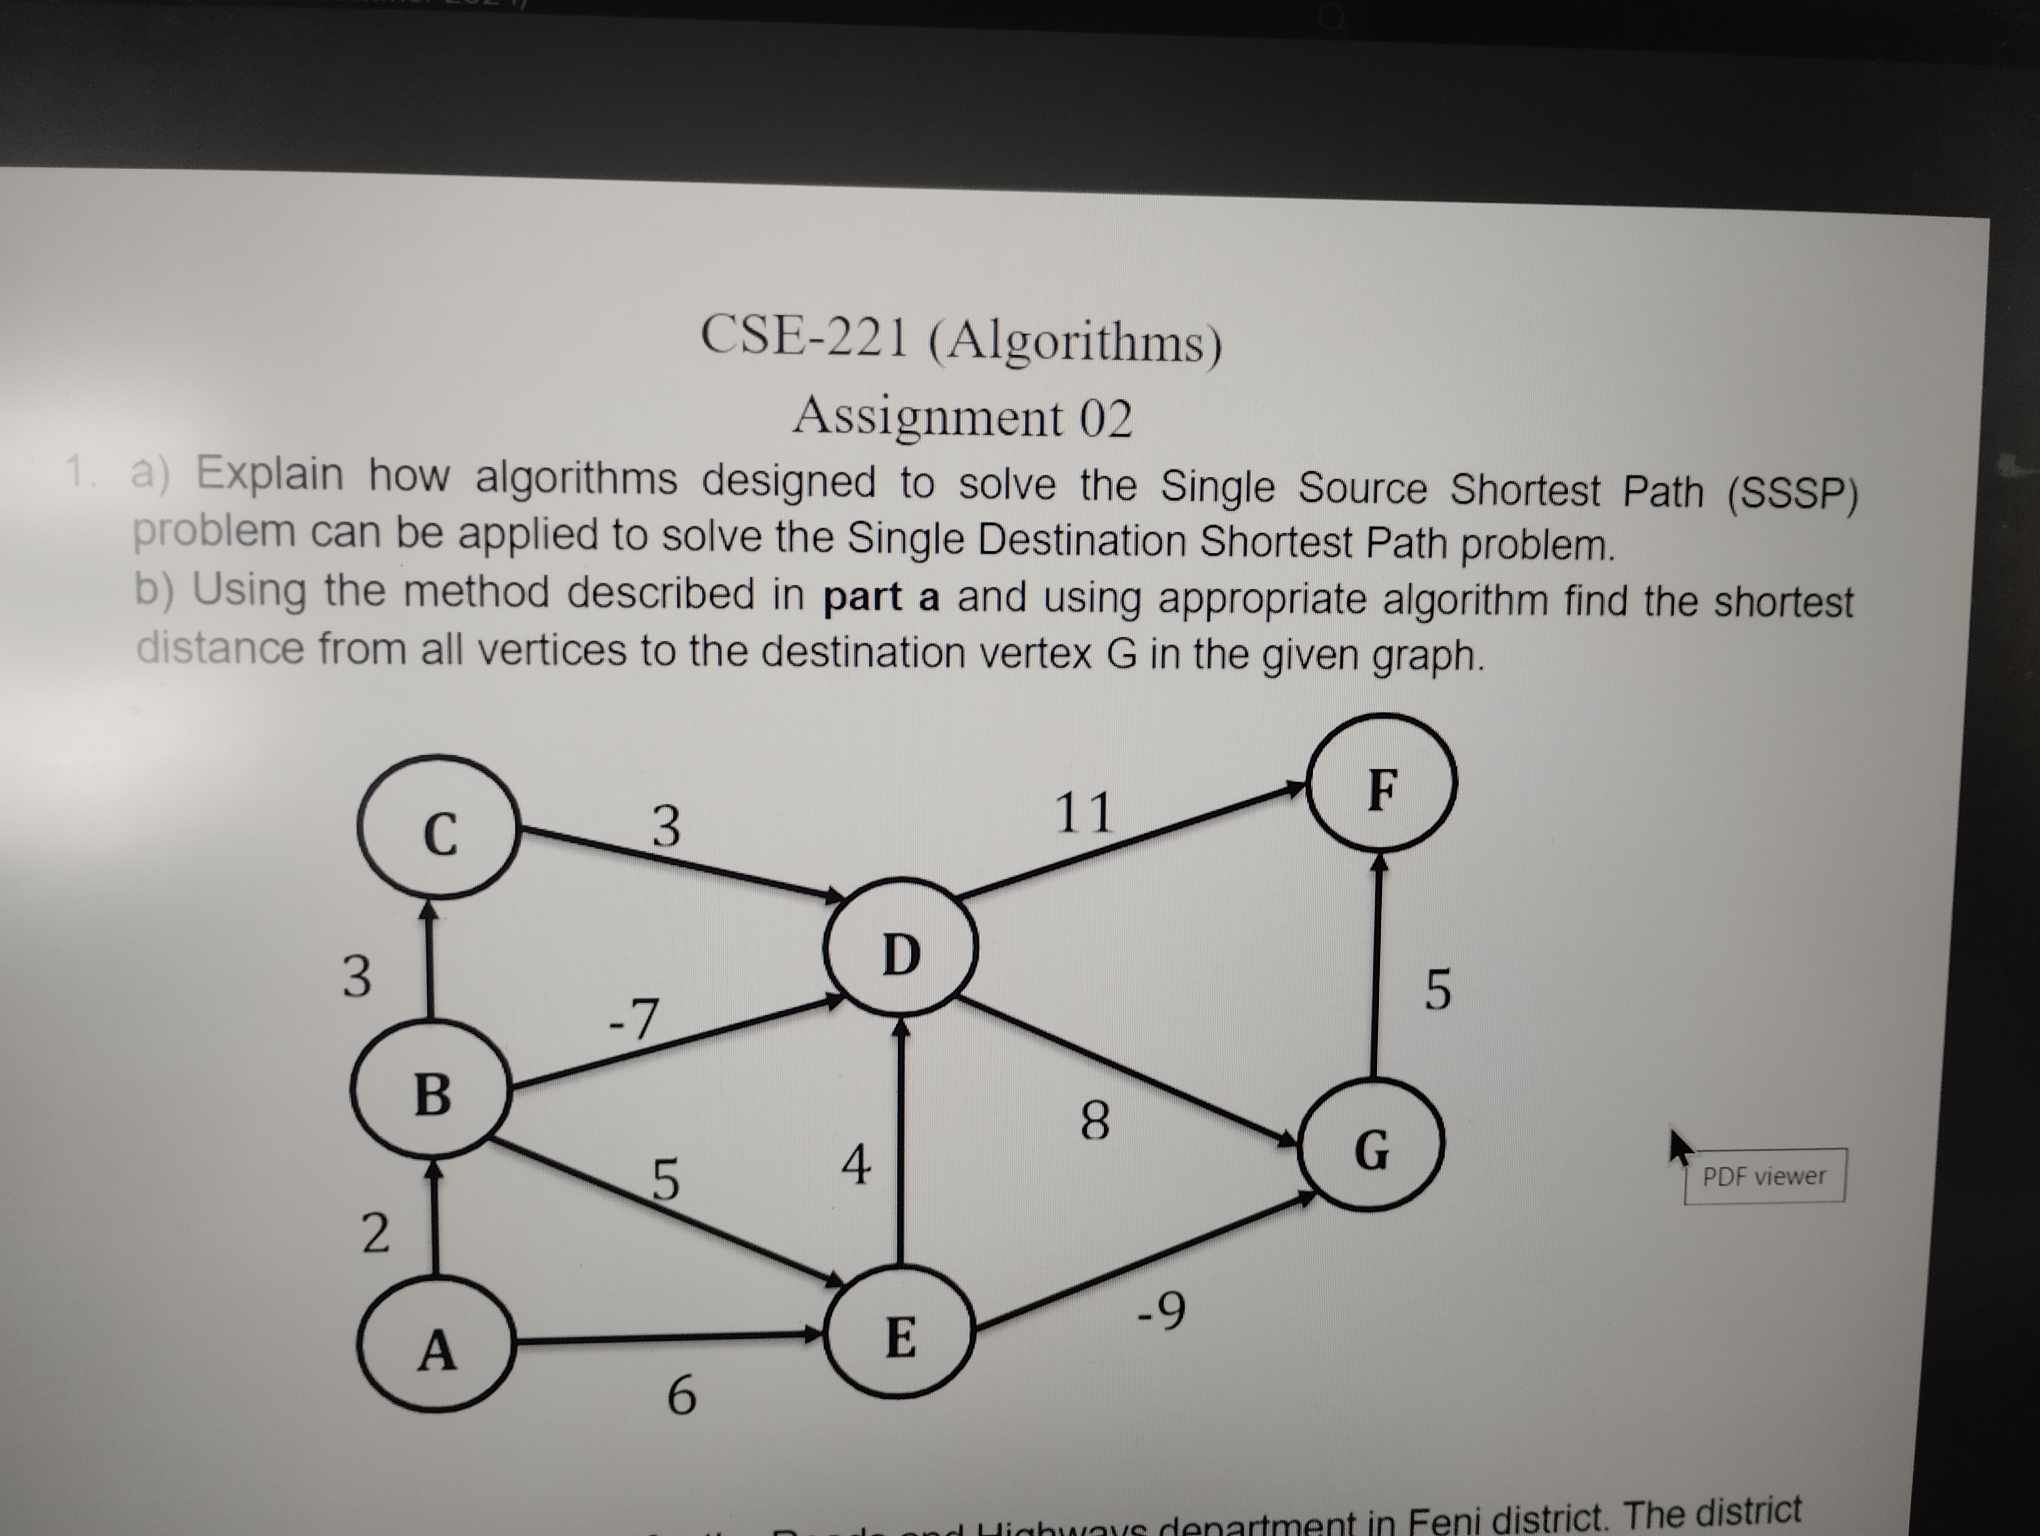 CSE-221 (Algorithms)
Assignment 02
1. a) Explain how algorithms designed to solve the Single Source Shortest Path (SSSP)
problem can be applied to solve the Single Destination Shortest Path problem.
b) Using the method described in part a and using appropriate algorithm find the shortest
distance from all vertices to the destination vertex G in the given graph.
F
11
3
C
D
3
5
-7
B
8
G
5
4
PDF viewer
2
-9
A
E
6
and Highways department in Feni district. The district